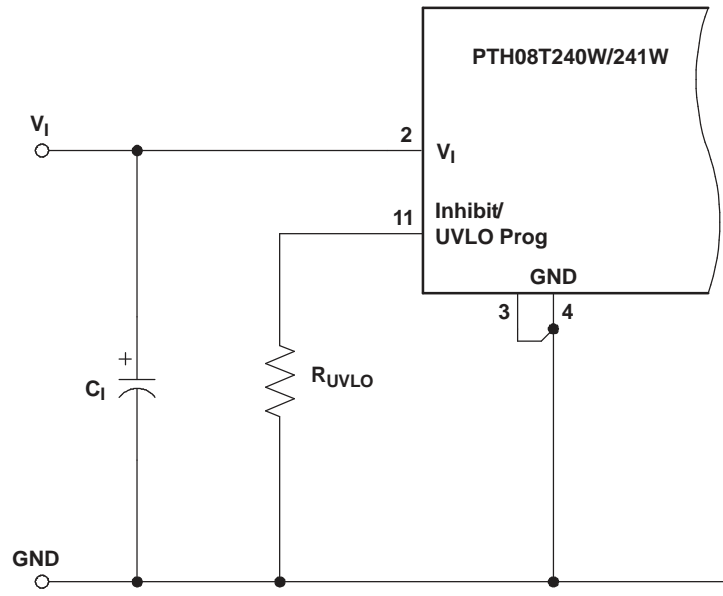 PTH08T240W/241W
V_I
2
V_I
11
Inhibit/
UVLO Prog
GND
3
4
+
C_I
R_UVLO
GND